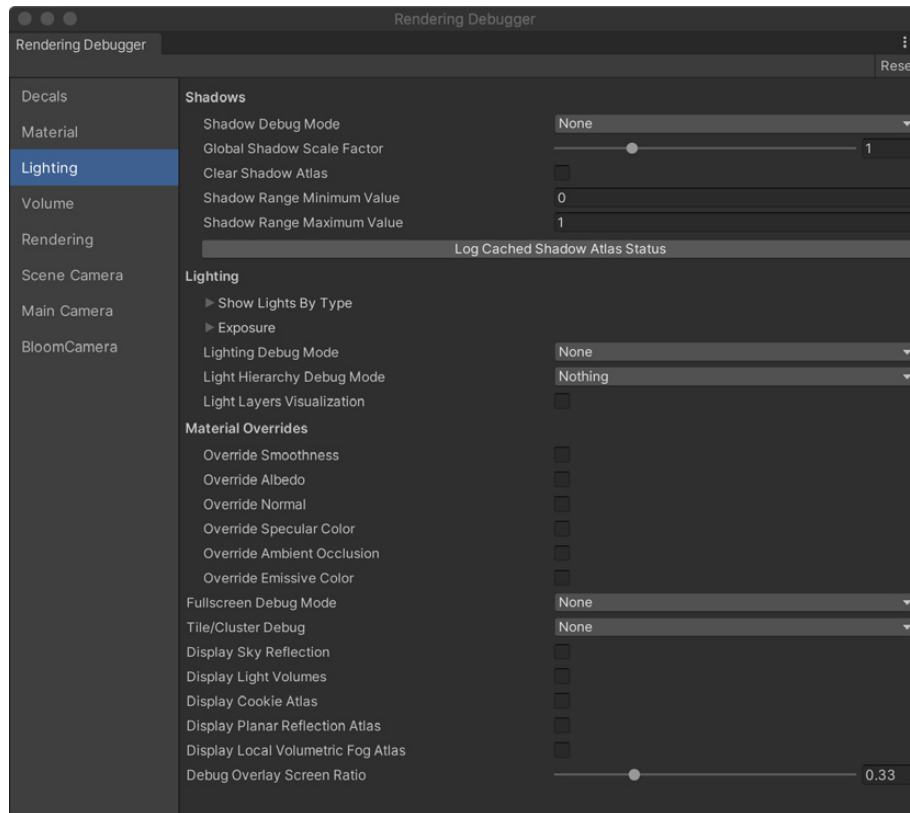 Rendering Debugger
Rendering Debugger
Rese
Decals
Material
Lighting
Volume
Rendering
Scene Camera
Main Camera
BloomCamera
Shadows
Shadow Debug Mode None
Global Shadow Scale Factor 1
Clear Shadow Atlas
Shadow Range Minimum Value 0
Shadow Range Maximum Value 1
Log Cached Shadow Atlas Status
Lighting
Show Lights By Type
Exposure
Lighting Debug Mode None
Light Hierarchy Debug Mode Nothing
Light Layers Visualization
Material Overrides
Override Smoothness
Override Albedo
Override Normal
Override Specular Color
Override Ambient Occlusion
Override Emissive Color
Fullscreen Debug Mode None
Tile/Cluster Debug None
Display Sky Reflection
Display Light Volumes
Display Cookie Atlas
Display Planar Reflection Atlas
Display Local Volumetric Fog Atlas
Debug Overlay Screen Ratio 0.33